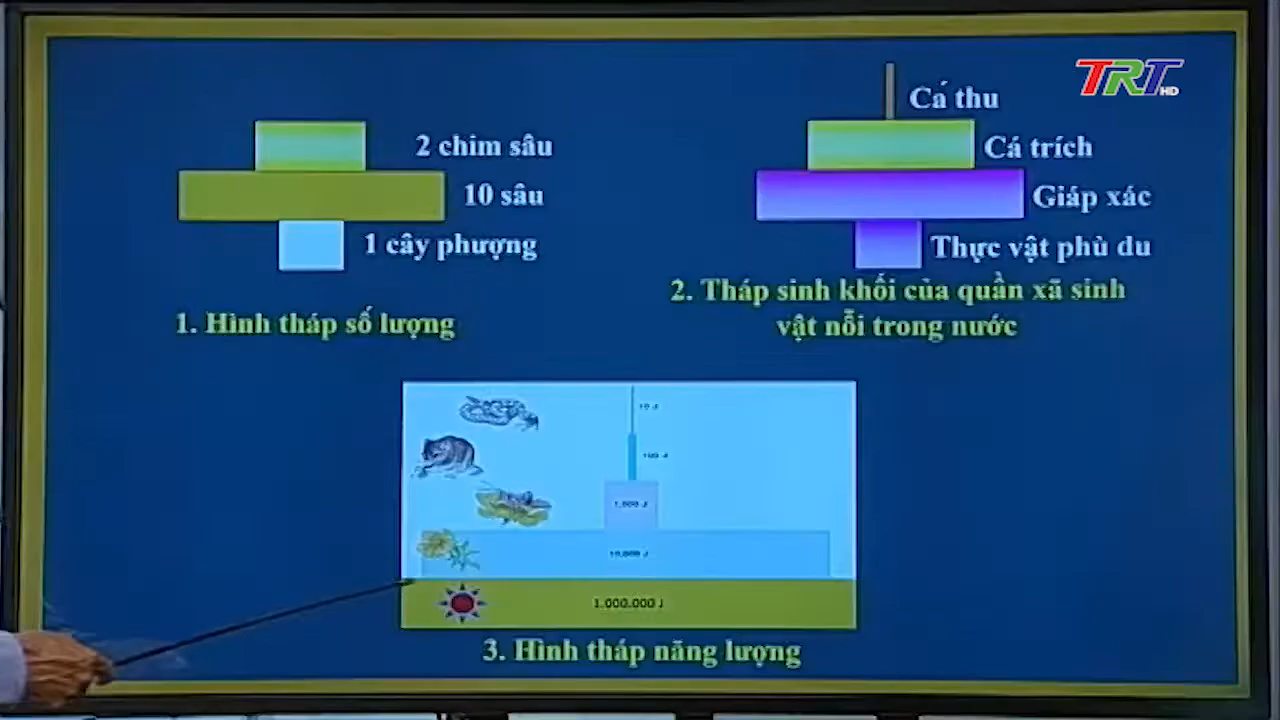 TRT HD
2 chim sâu
10 sâu
1 cây phượng
1. Hình tháp số lượng
Cá thu
Cá trích
Giáp xác
Thực vật phù du
2. Tháp sinh khối của quần xã sinh
vật nỗi trong nước
10 J
100 J
1,000 J
10,000 J
1.000.000 J
3. Hình tháp năng lượng